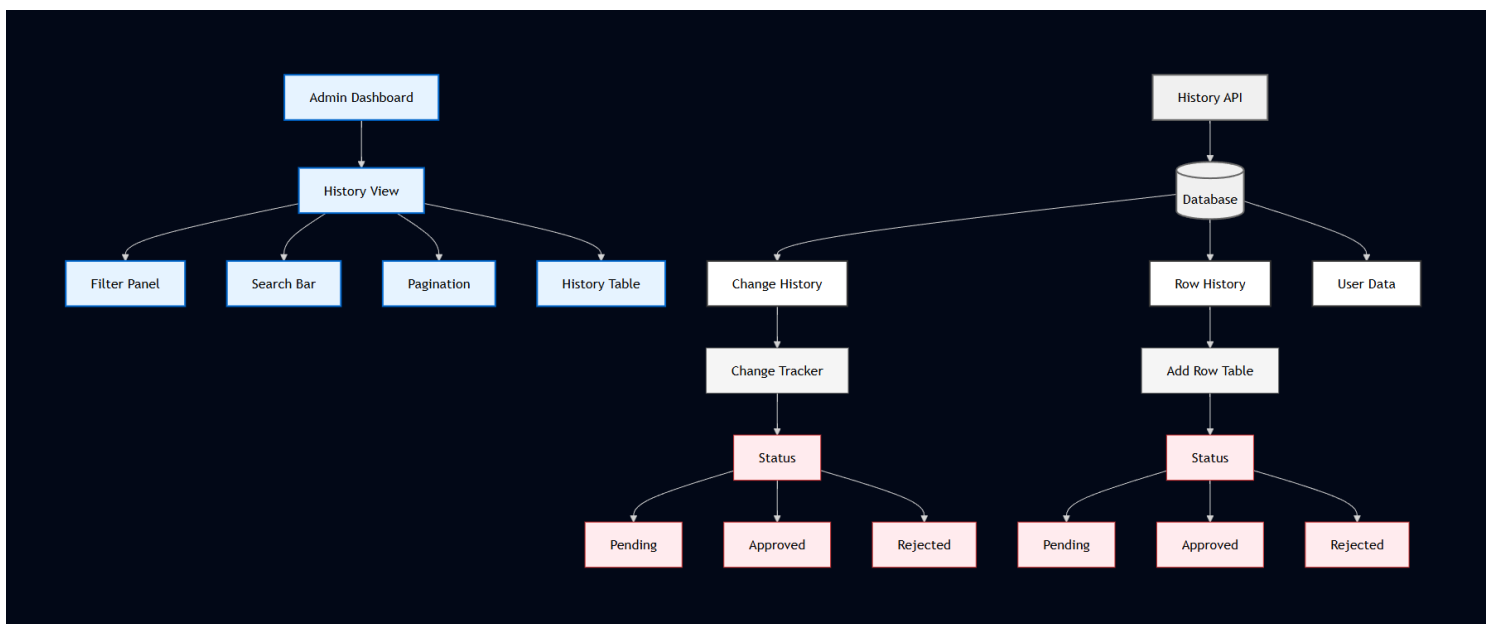 Admin Dashboard
History API
History View
Database
Filter Panel
Search Bar
Pagination
History Table
Change History
Row History
User Data
Change Tracker
Add Row Table
Status
Status
Pending
Approved
Rejected
Pending
Approved
Rejected